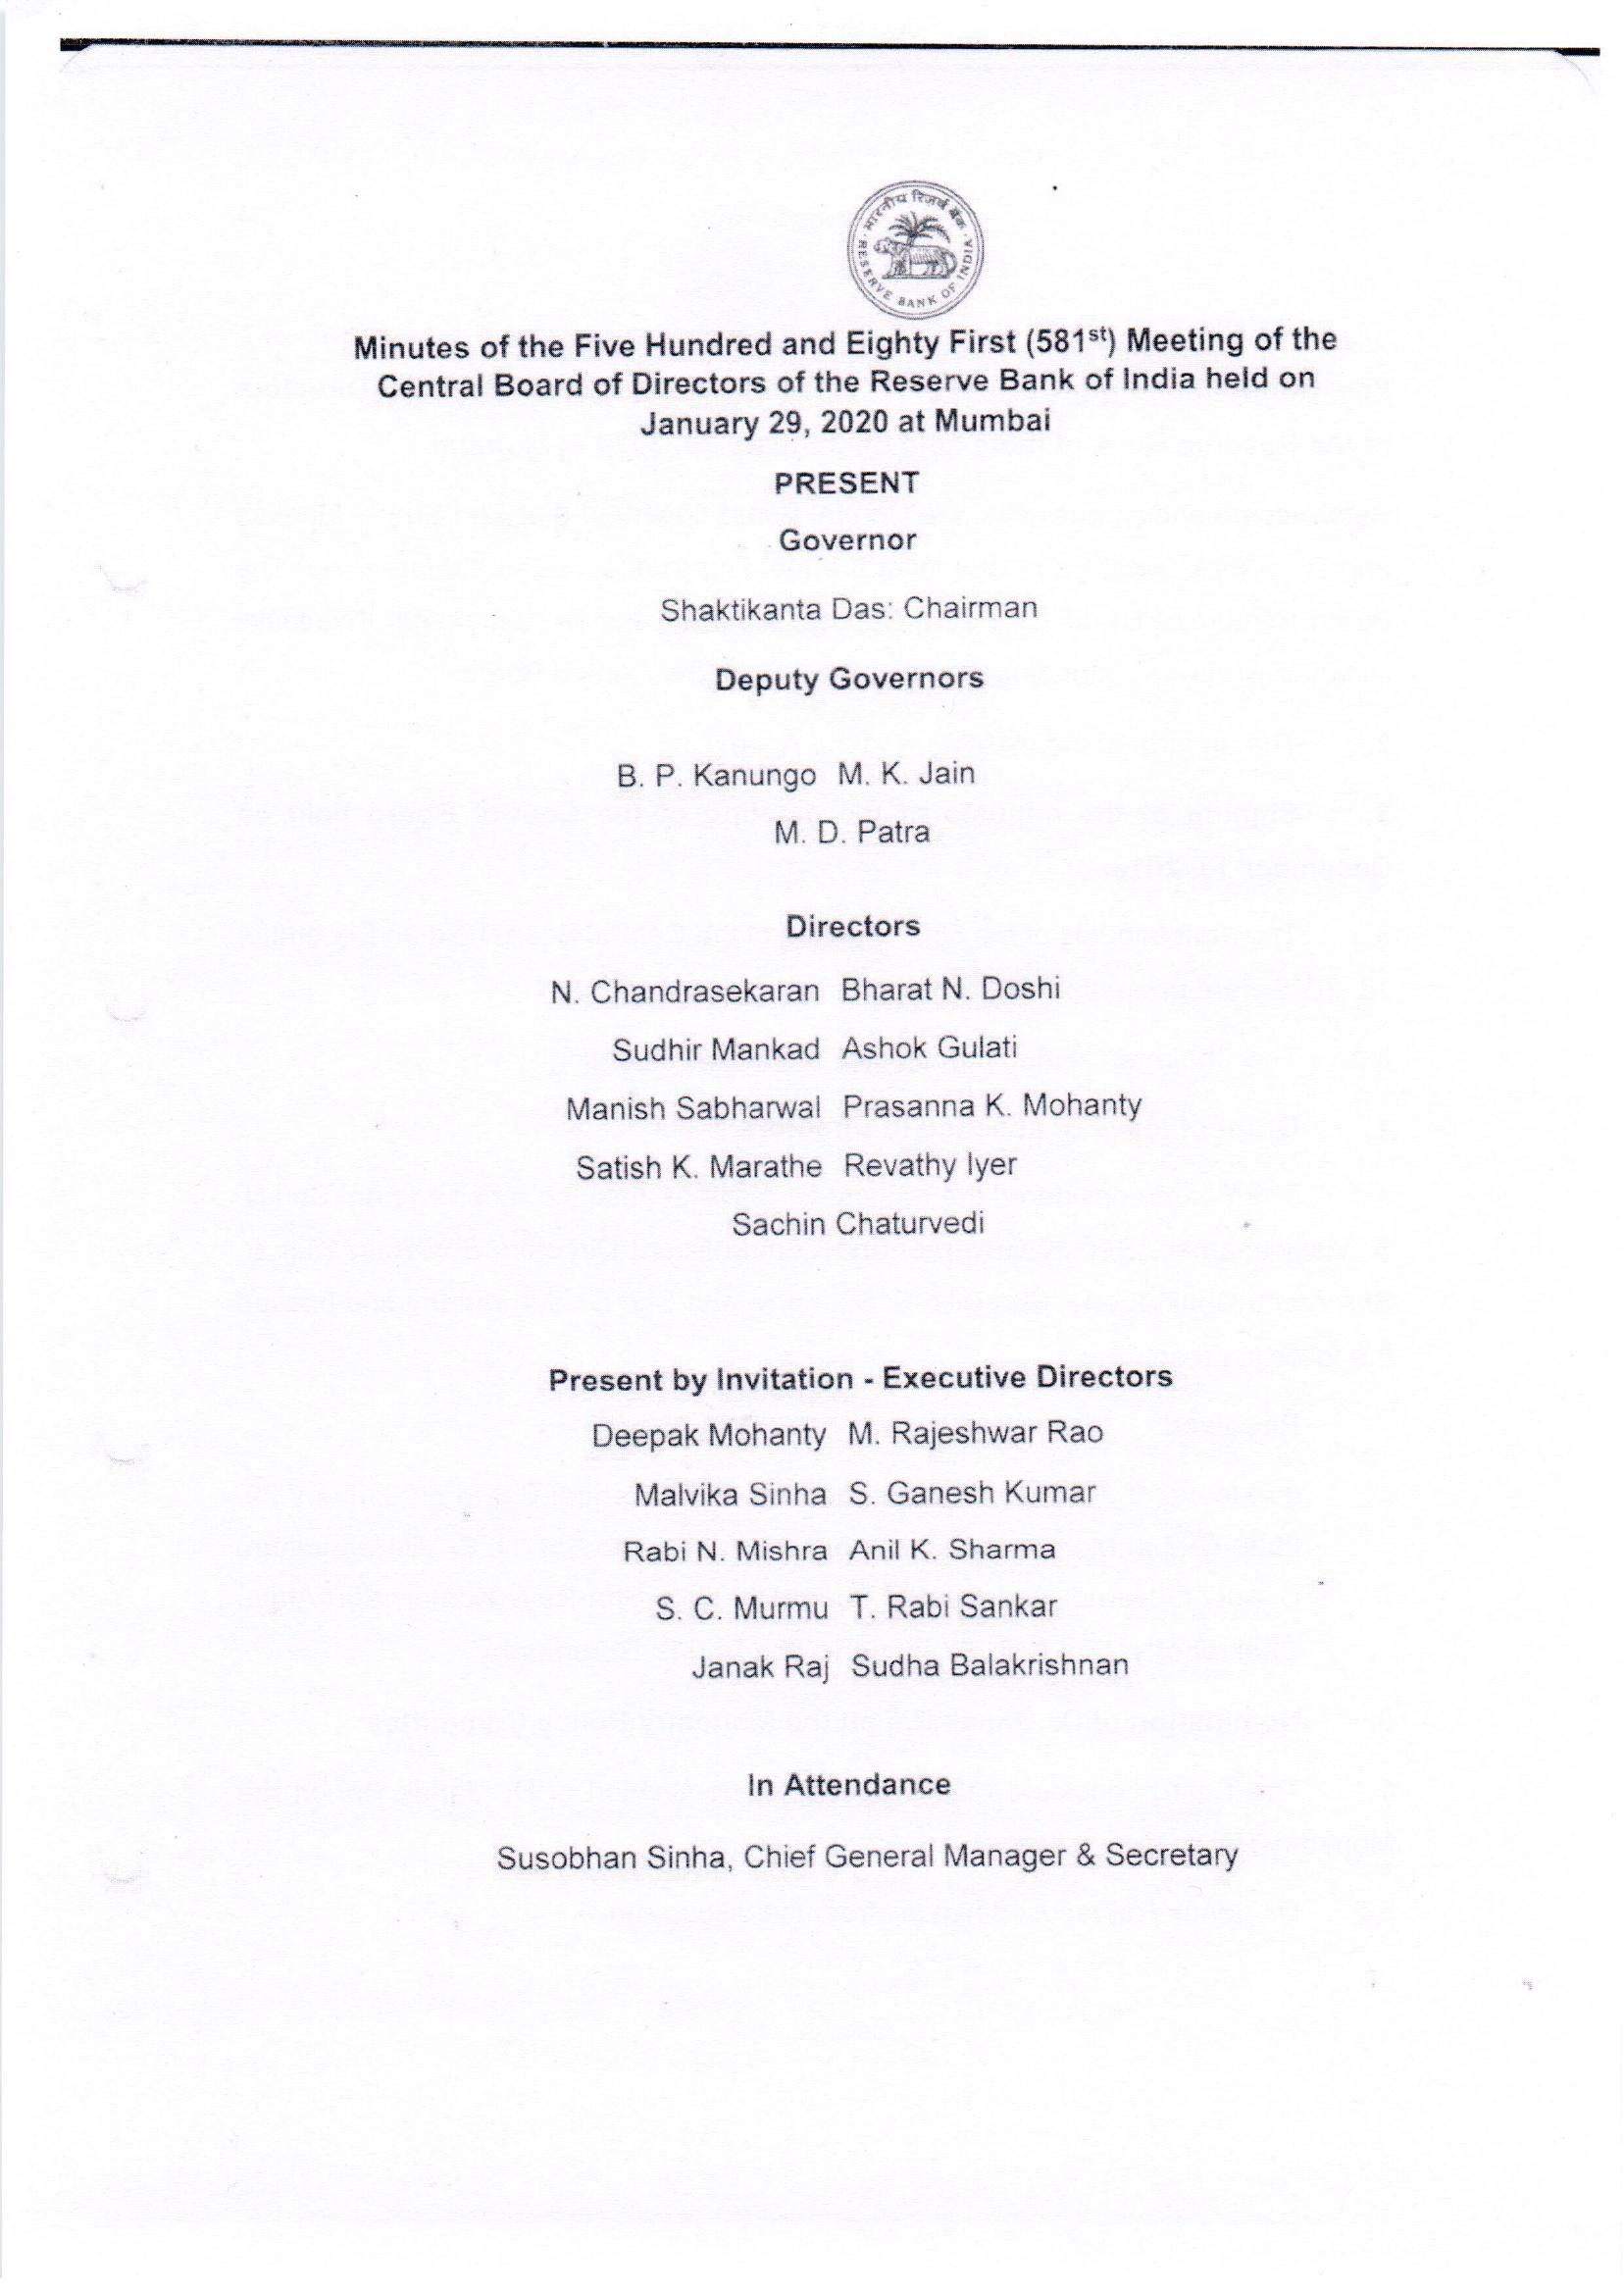 भारतीय रिज़र्व बैंक
RESERVE BANK OF INDIA
Minutes of the Five Hundred and Eighty First (581st) Meeting of the
Central Board of Directors of the Reserve Bank of India held on
January 29, 2020 at Mumbai
PRESENT
Governor
Shaktikanta Das: Chairman
Deputy Governors
B. P. Kanungo M. K. Jain
M. D. Patra
Directors
N. Chandrasekaran Bharat N. Doshi
Sudhir Mankad Ashok Gulati
Manish Sabharwal Prasanna K. Mohanty
Satish K. Marathe Revathy Iyer
Sachin Chaturvedi
Present by Invitation - Executive Directors
Deepak Mohanty M. Rajeshwar Rao
Malvika Sinha S. Ganesh Kumar
Rabi N. Mishra Anil K. Sharma
S. C. Murmu T. Rabi Sankar
Janak Raj Sudha Balakrishnan
In Attendance
Susobhan Sinha, Chief General Manager & Secretary